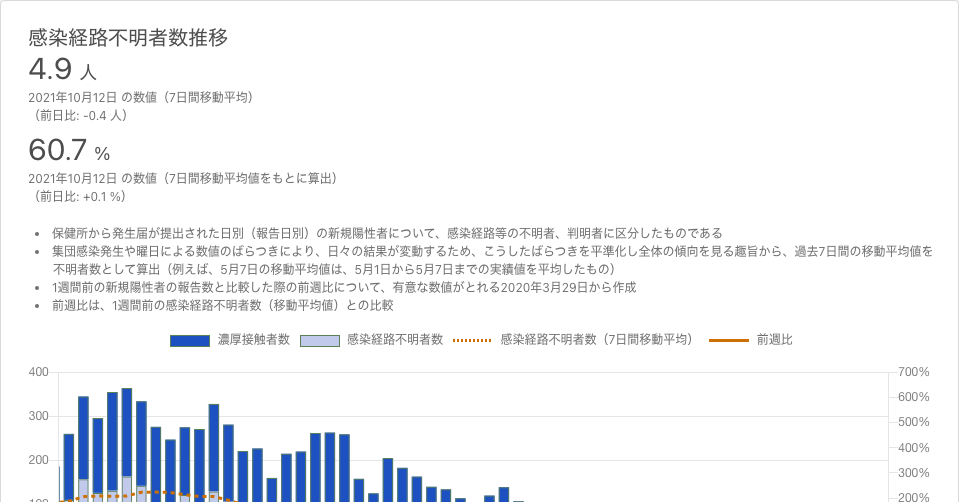 感染経路不明者数推移
4.9 人
2021年10月12日 の数値（7日間移動平均）
（前日比: -0.4 人）
60.7 %
2021年10月12日 の数値（7日間移動平均値をもとに算出）
（前日比: +0.1 %）
• 保健所から発生届が提出された日別（報告日別）の新規陽性者について、感染経路等の不明者、判明者に区分したものである
• 集団感染発生や曜日による数値のばらつきにより、日々の結果が変動するため、こうしたばらつきを平準化し全体の傾向を見る趣旨から、過去7日間の移動平均値を
不明者数として算出（例えば、5月7日の移動平均値は、5月1日から5月7日までの実績値を平均したもの）
• 1週間前の新規陽性者の報告数と比較した際の前週比について、有意な数値がとれる2020年3月29日から作成
• 前週比は、1週間前の感染経路不明者数（移動平均値）との比較
濃厚接触者数 感染経路不明者数 感染経路不明者数（7日間移動平均） 前週比
400 700%
600%
300 500%
400%
200 300%
100 200%